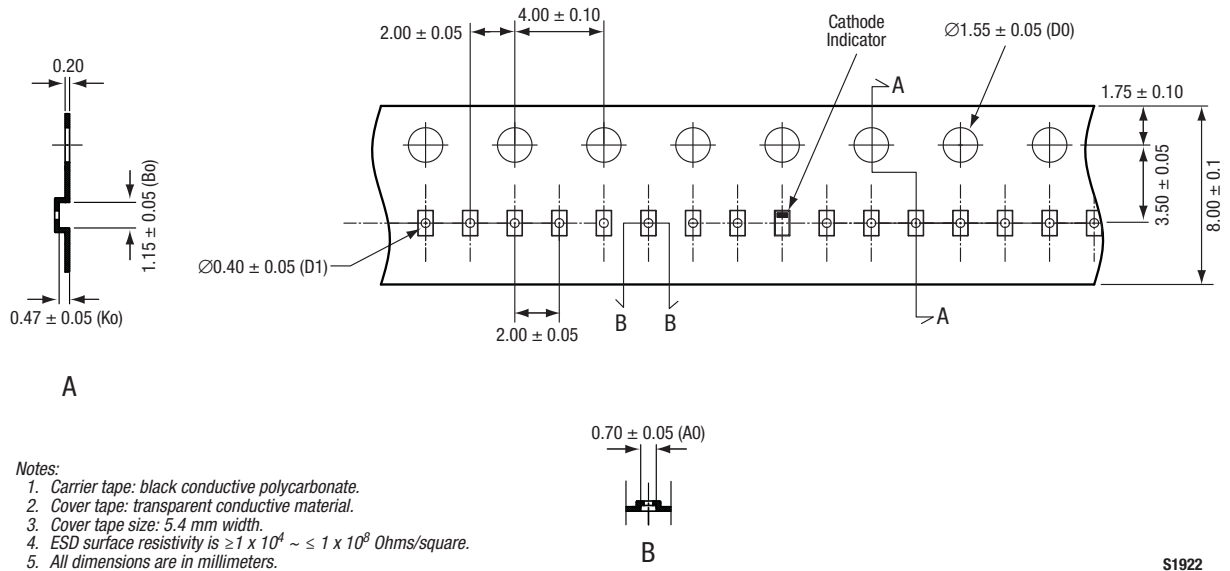 4.00 ± 0.10
2.00 ± 0.05
Cathode
Indicator
∅1.55 ± 0.05 (D0)
0.20
A
1.75 ± 0.10
1.15 ± 0.05 (Bo)
3.50 ± 0.05
8.00 ± 0.1
∅0.40 ± 0.05 (D1)
0.47 ± 0.05 (Ko)
B B
A
2.00 ± 0.05
A
0.70 ± 0.05 (A0)
B
Notes:
1. Carrier tape: black conductive polycarbonate.
2. Cover tape: transparent conductive material.
3. Cover tape size: 5.4 mm width.
4. ESD surface resistivity is ≥1 x 10⁴ ~ ≤ 1 x 10⁸ Ohms/square.
5. All dimensions are in millimeters.
S1922